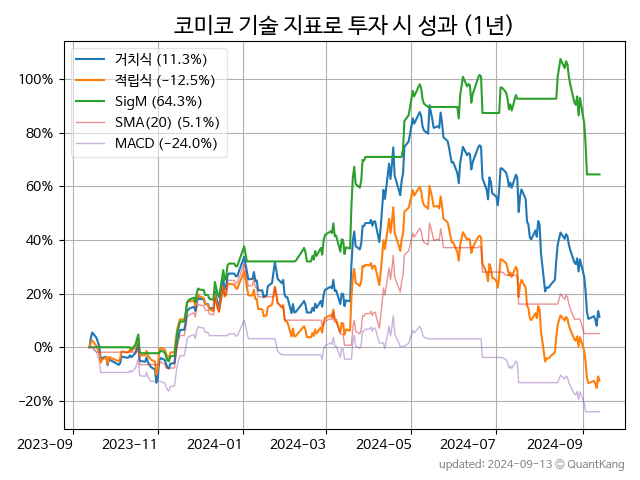 코미코 기술 지표로 투자 시 성과 (1년)
거치식 (11.3%)
적립식 (−12.5%)
SigM (64.3%)
SMA(20) (5.1%)
MACD (−24.0%)
100%
80%
60%
40%
20%
0%
−20%
2023-09
2023-11
2024-01
2024-03
2024-05
2024-07
2024-09
updated: 2024-09-13 © QuantKang